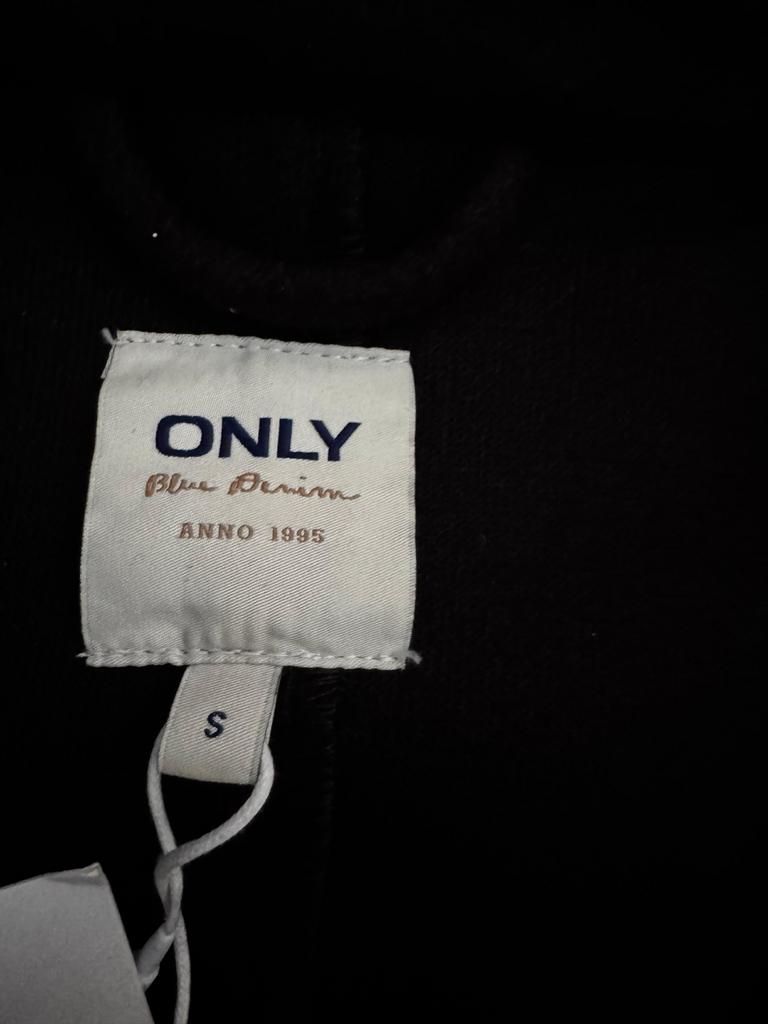 ONLY
Blue Denim
ANNO 1995
S